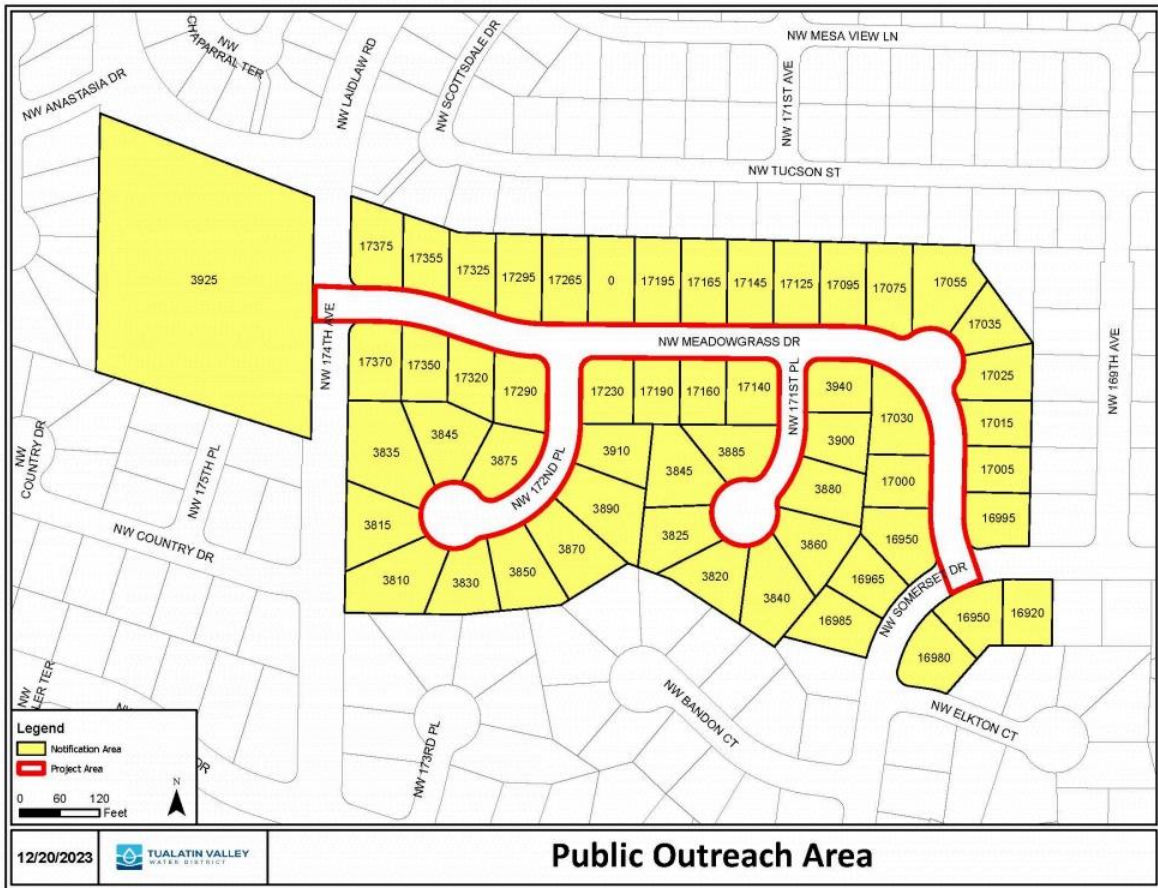 NW MESA VIEW LN
NW
CHAPARRAL TER
NW LAIDLAW RD
NW SCOTTSDALE DR
NW 171ST AVE
NW ANASTASIA DR
NW TUCSON ST
3925
17375
17355
17325
17295
17265
0
17195
17165
17145
17125
17095
17075
17055
17035
NW 174TH AVE
NW MEADOWGRASS DR
NW 169TH AVE
17370
17350
17320
17290
17230
17190
17160
17140
NW 171ST PL
3940
17030
17025
17015
17005
16995
3835
3845
3875
NW 172ND PL
3910
3845
3885
3900
3880
17000
NW
COUNTRY DR
NW 175TH PL
3815
3890
3825
3860
16950
NW COUNTRY DR
3810
3830
3850
3870
3820
3840
16965
16985
NW SOMERSET DR
16950
16920
16980
NW BANDON CT
NW ELKTON CT
NW 173RD PL
NW
LER TER
NW
DR
Legend
Notification Area
Project Area
0 60 120
Feet
N
12/20/2023
TUALATIN VALLEY
WATER DISTRICT
Public Outreach Area